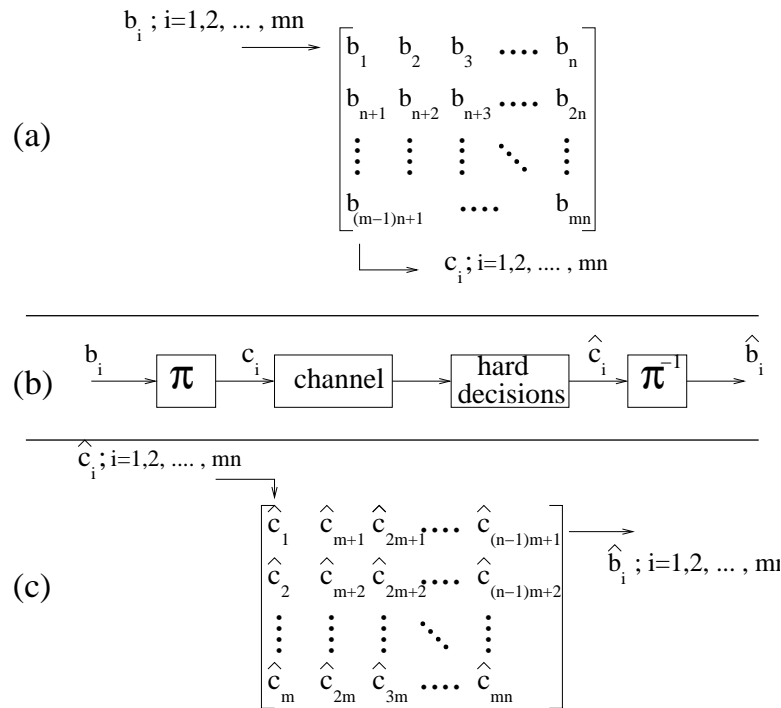 b_i ; i=1,2, ... , mn
(a)
b_1 b_2 b_3 .... b_n
b_{n+1} b_{n+2} b_{n+3} .... b_{2n}
b_{(m−1)n+1} .... b_{mn}
c_i ; i=1,2, .... , mn
(b)
b_i π c_i channel hard decisions ĉ_i π^{−1} b̂_i
ĉ_i ; i=1,2, .... , mn
(c)
ĉ_1 ĉ_{m+1} ĉ_{2m+1} .... ĉ_{(n−1)m+1}
ĉ_2 ĉ_{m+2} ĉ_{2m+2} .... ĉ_{(n−1)m+2}
ĉ_m ĉ_{2m} ĉ_{3m} .... ĉ_{mn}
b̂_i ; i=1,2, ... , mn